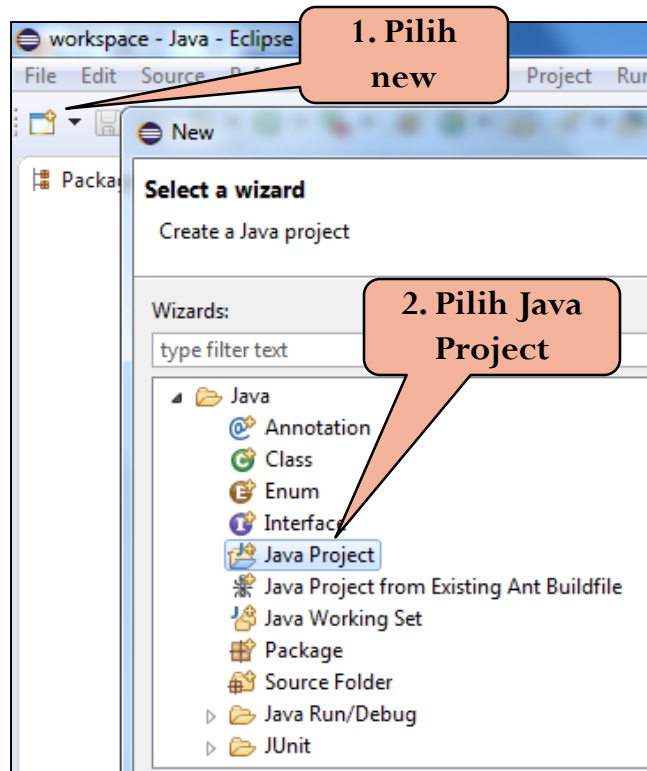 workspace - Java - Eclipse
1. Pilih
new
File Edit Source Project Run
New
Select a wizard
Create a Java project
Wizards:
2. Pilih Java
Project
type filter text
Java
Annotation
Class
Enum
Interface
Java Project
Java Project from Existing Ant Buildfile
Java Working Set
Package
Source Folder
Java Run/Debug
JUnit